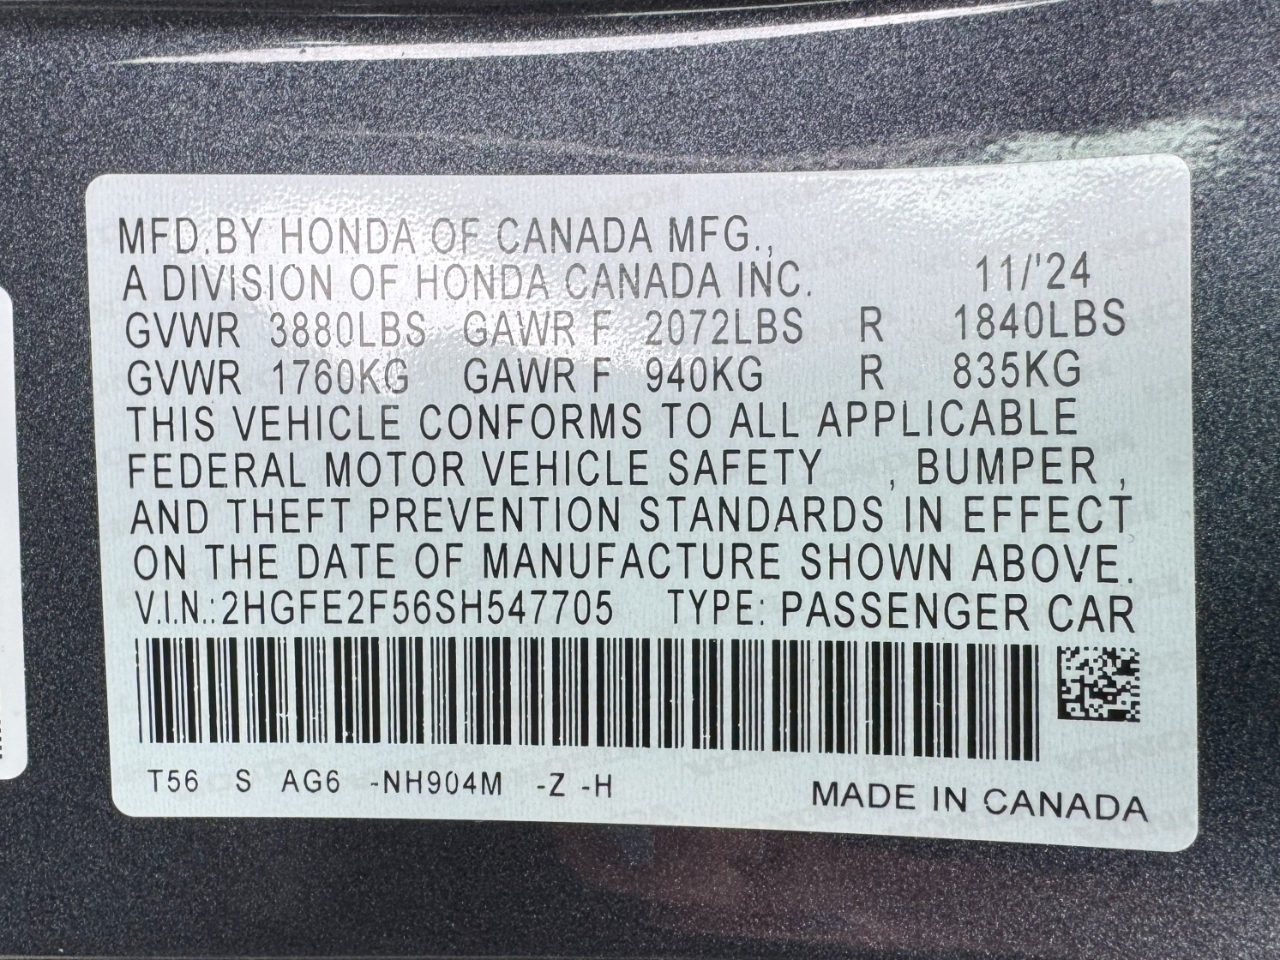 MFD.BY HONDA OF CANADA MFG.,
A DIVISION OF HONDA CANADA INC. 11/'24
GVWR 3880LBS GAWR F 2072LBS R 1840LBS
GVWR 1760KG GAWR F 940KG R 835KG
THIS VEHICLE CONFORMS TO ALL APPLICABLE
FEDERAL MOTOR VEHICLE SAFETY , BUMPER ,
AND THEFT PREVENTION STANDARDS IN EFFECT
ON THE DATE OF MANUFACTURE SHOWN ABOVE.
V.I.N.:2HGFE2F56SH547705 TYPE: PASSENGER CAR
T56 S AG6 -NH904M -Z -H MADE IN CANADA